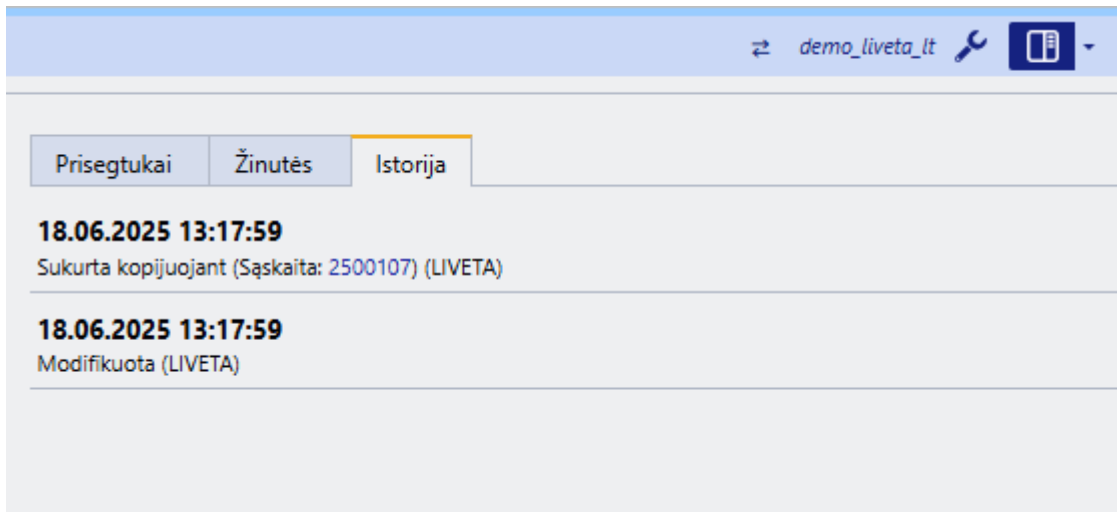 demo_liveta_lt
Prisegtukai Žinutės Istorija
18.06.2025 13:17:59
Sukurta kopijuojant (Sąskaita: 2500107) (LIVETA)
18.06.2025 13:17:59
Modifikuota (LIVETA)